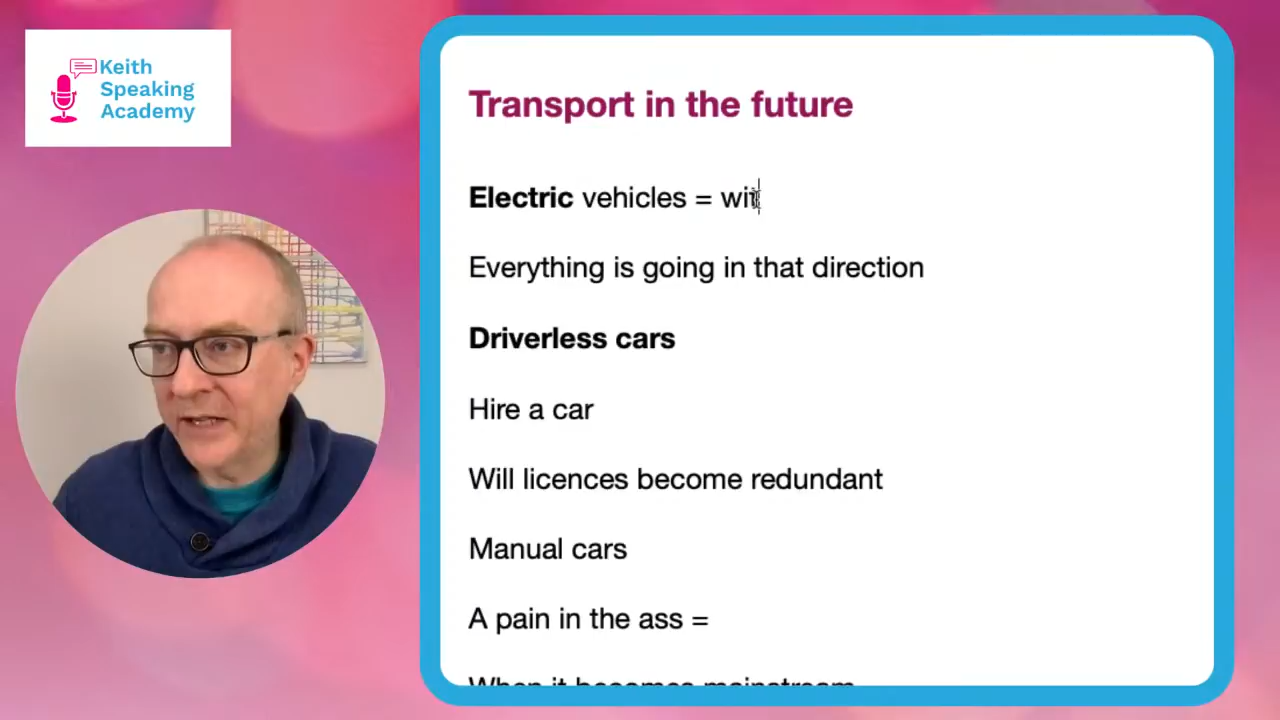 Keith
Speaking
Academy
Transport in the future
Electric vehicles = wit
Everything is going in that direction
Driverless cars
Hire a car
Will licences become redundant
Manual cars
A pain in the ass =
When it becomes mainstream